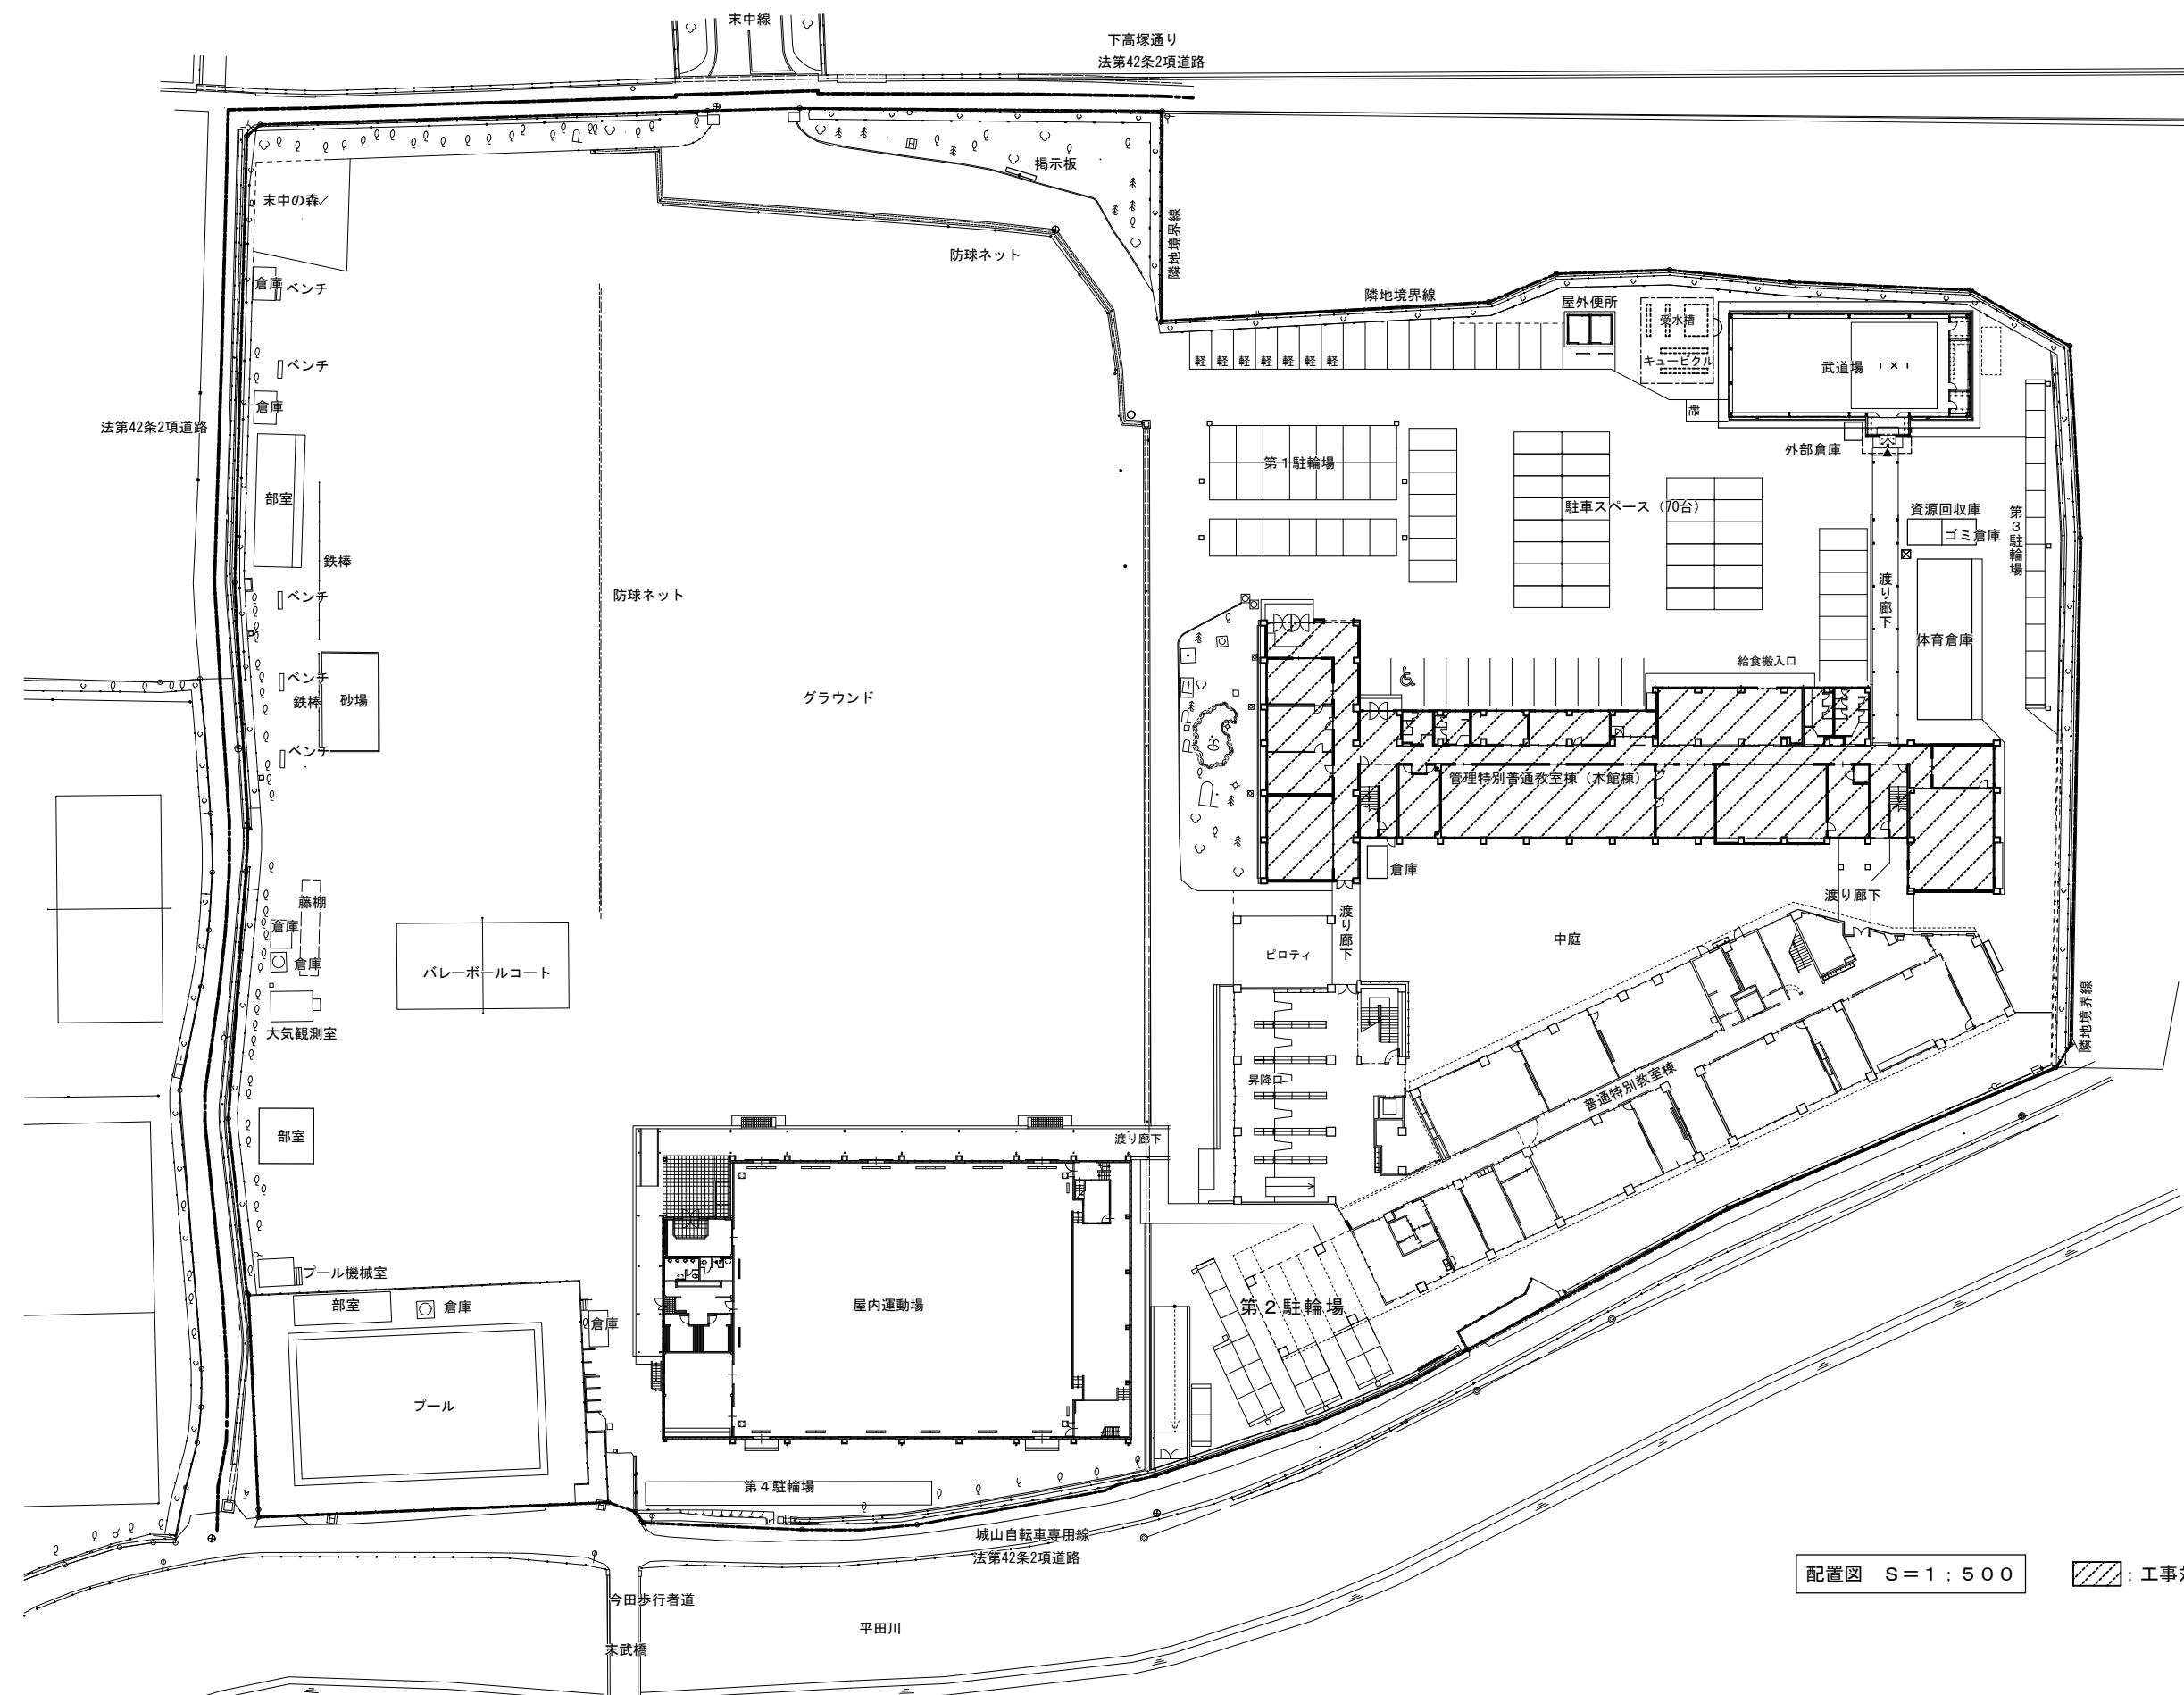 末中線
下高塚通り
法第42条2項道路
掲示板
末中の森
隣地境界線
防球ネット
倉庫
ベンチ
隣地境界線
屋外便所
受水槽
軽 軽 軽 軽 軽 軽 軽
キュービクル
武道場
ベンチ
倉庫
軽
法第42条2項道路
外部倉庫
第１駐輪場
部室
駐車スペース（70台）
資源回収庫
ゴミ倉庫
第３駐輪場
鉄棒
渡り廊下
ベンチ
防球ネット
体育倉庫
給食搬入口
ベンチ
鉄棒
砂場
グラウンド
ベンチ
管理特別普通教室棟（本館棟）
倉庫
藤棚
渡り廊下
倉庫
渡り廊下
中庭
ピロティ
倉庫
バレーボールコート
大気観測室
隣地境界線
昇降口
普通特別教室棟
部室
渡り廊下
プール機械室
部室
倉庫
倉庫
屋内運動場
第２駐輪場
プール
第４駐輪場
城山自転車専用線
法第42条2項道路
今田歩行者道
平田川
末武橋
配置図　Ｓ＝１；５００
；工事